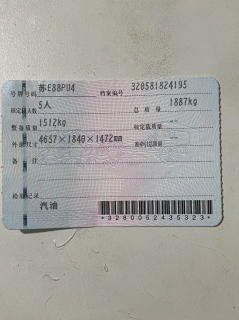 号牌号码 苏E88PU4 档案编号 320581824195
核定载人数 5人 总质量 1887kg
整备质量 1512kg 核定载质量 --
外廓尺寸 4657×1840×1472mm 准牵引总质量 --
备注
检验记录
汽油
*3280062435323*